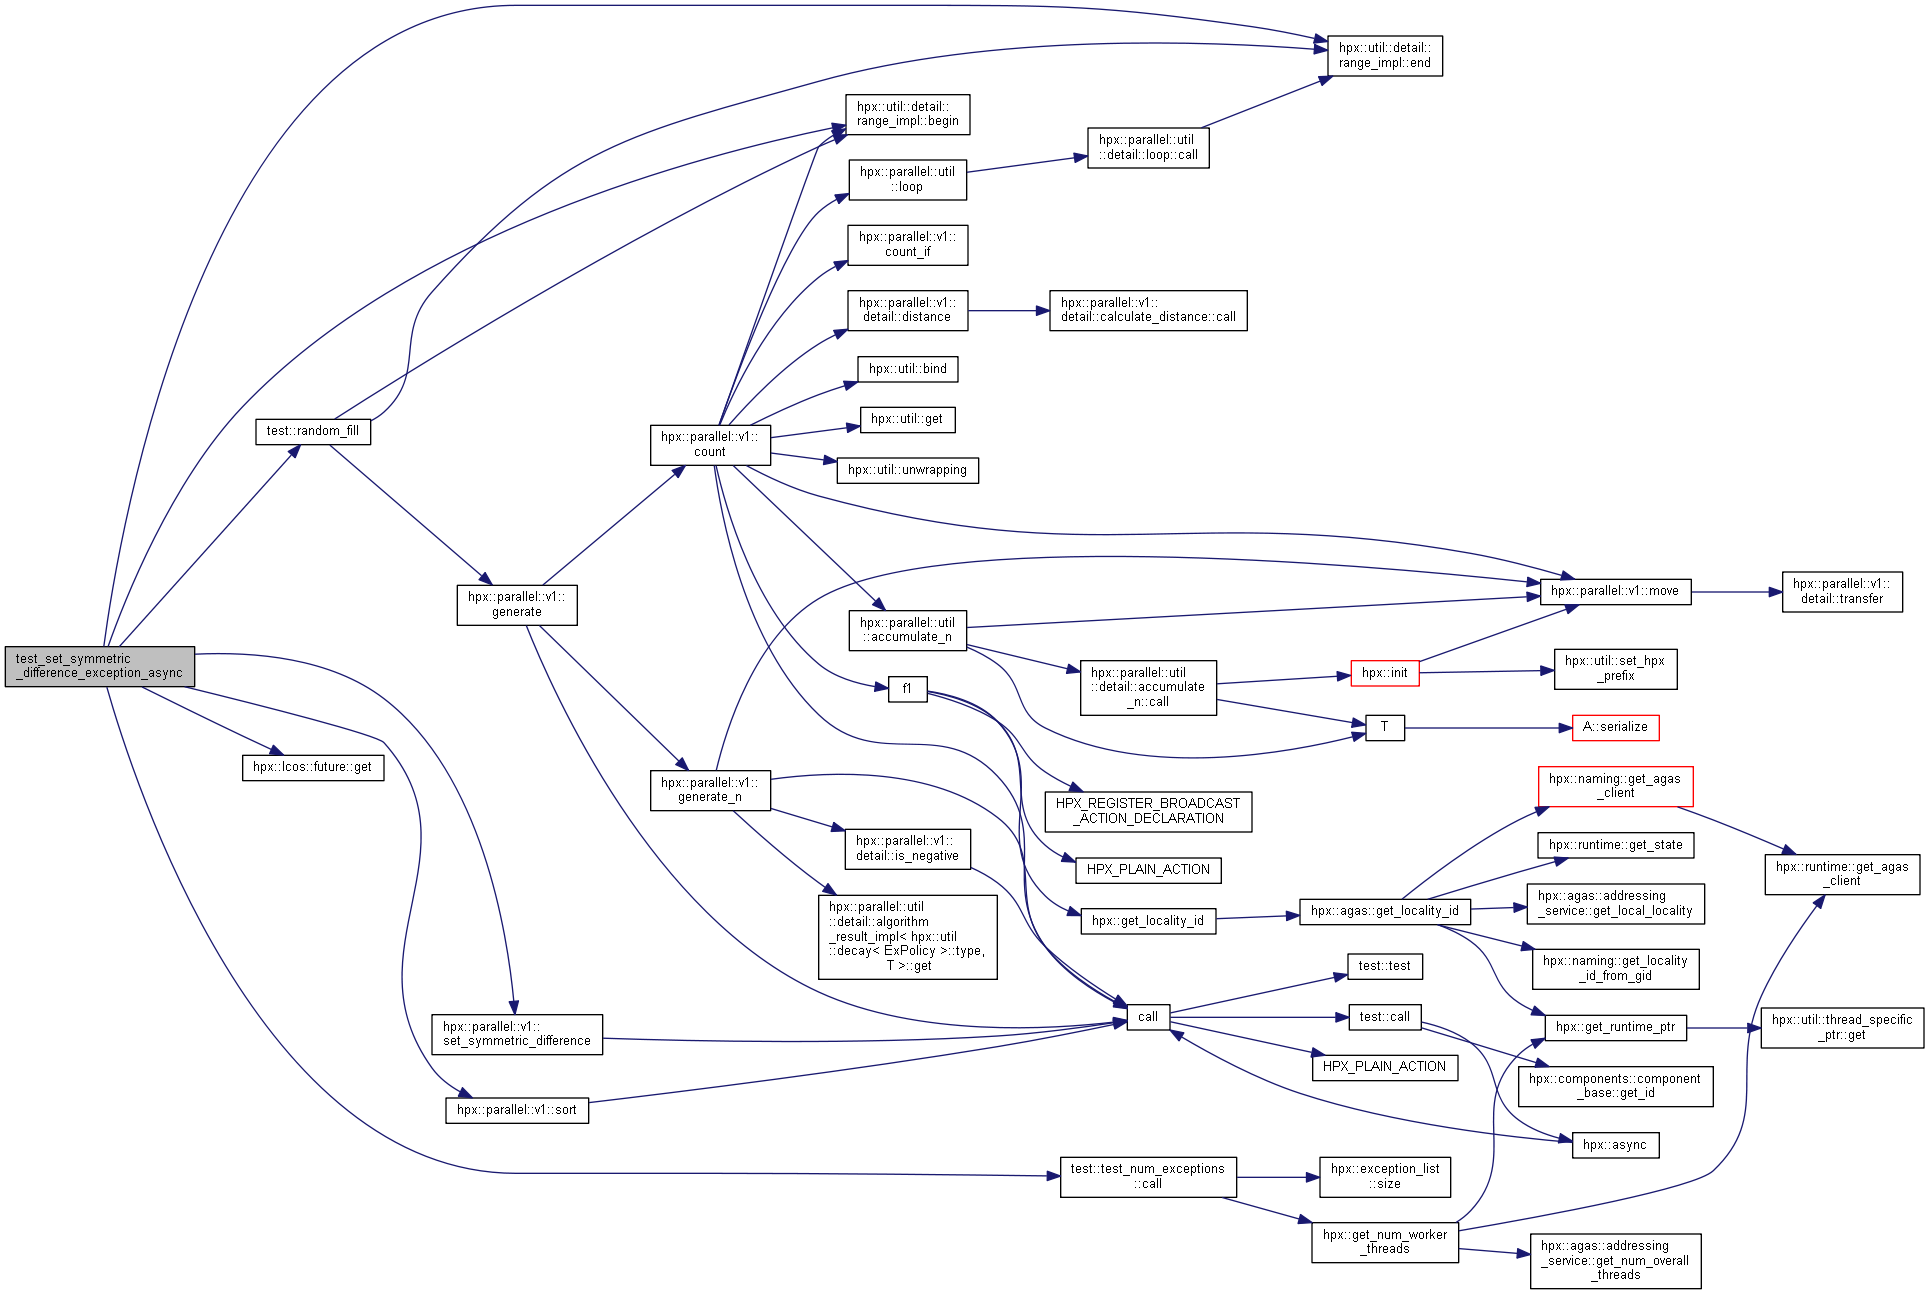 test_set_symmetric
_difference_exception_async
test::random_fill
hpx::lcos::future::get
hpx::parallel::v1::
generate
hpx::parallel::v1::
set_symmetric_difference
hpx::parallel::v1::sort
hpx::parallel::v1::
count
hpx::parallel::v1::
generate_n
hpx::util::detail::
range_impl::begin
hpx::parallel::util
::loop
hpx::parallel::v1::
count_if
hpx::parallel::v1::
detail::distance
hpx::util::bind
hpx::util::get
hpx::util::unwrapping
hpx::parallel::util
::accumulate_n
f1
hpx::parallel::v1::
detail::is_negative
hpx::parallel::util
::detail::algorithm
_result_impl< hpx::util
::decay< ExPolicy >::type,
T >::get
hpx::parallel::util
::detail::loop::call
hpx::parallel::v1::
detail::calculate_distance::call
hpx::parallel::util
::detail::accumulate
_n::call
HPX_REGISTER_BROADCAST
_ACTION_DECLARATION
HPX_PLAIN_ACTION
hpx::get_locality_id
call
test::test_num_exceptions
::call
hpx::util::detail::
range_impl::end
hpx::init
T
hpx::agas::get_locality_id
test::test
test::call
HPX_PLAIN_ACTION
hpx::exception_list
::size
hpx::get_num_worker
_threads
hpx::parallel::v1::move
hpx::util::set_hpx
_prefix
A::serialize
hpx::naming::get_agas
_client
hpx::runtime::get_state
hpx::agas::addressing
_service::get_local_locality
hpx::naming::get_locality
_id_from_gid
hpx::get_runtime_ptr
hpx::components::component
_base::get_id
hpx::async
hpx::agas::addressing
_service::get_num_overall
_threads
hpx::parallel::v1::
detail::transfer
hpx::runtime::get_agas
_client
hpx::util::thread_specific
_ptr::get